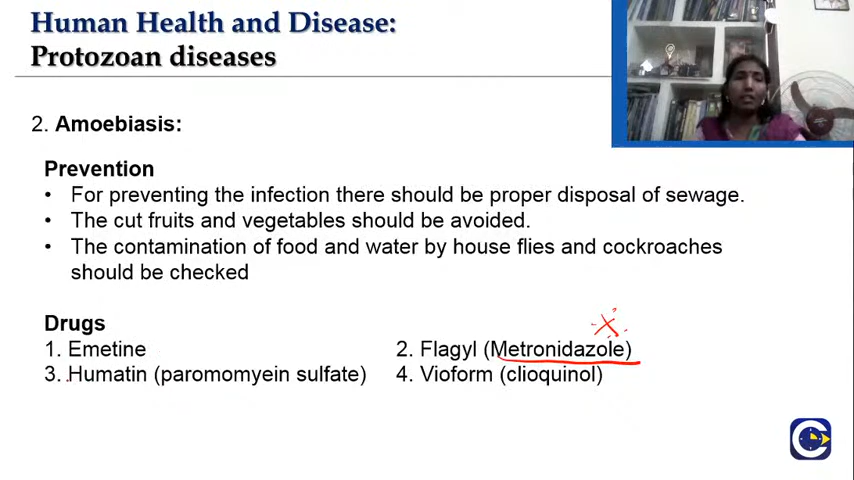 Human Health and Disease:
Protozoan diseases
2. Amoebiasis:
Prevention
• For preventing the infection there should be proper disposal of sewage.
• The cut fruits and vegetables should be avoided.
• The contamination of food and water by house flies and cockroaches
should be checked
Drugs
1. Emetine
2. Flagyl (Metronidazole)
3. Humatin (paromomyein sulfate)
4. Vioform (clioquinol)